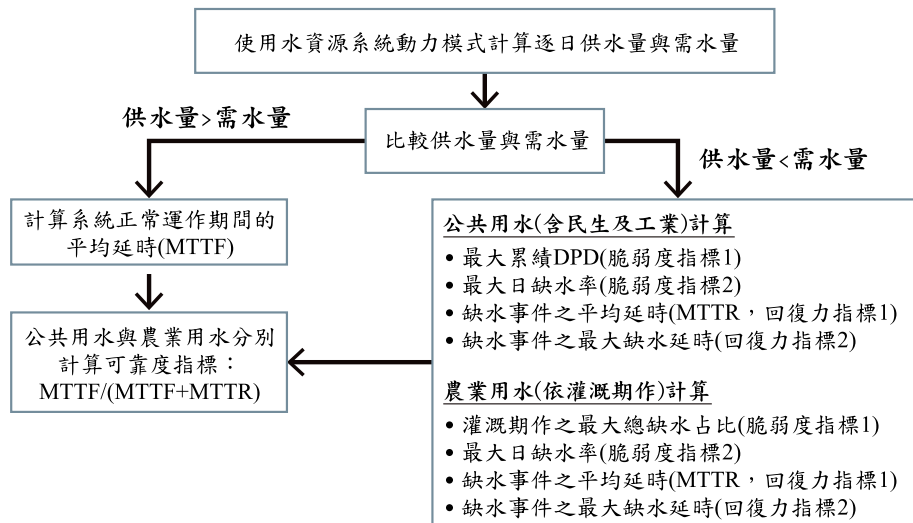 使用水資源系統動力模式計算逐日供水量與需水量
供水量>需水量
比較供水量與需水量
供水量<需水量
計算系統正常運作期間的
平均延時(MTTF)
公共用水與農業用水分別
計算可靠度指標：
MTTF/(MTTF+MTTR)
公共用水(含民生及工業)計算
• 最大累績DPD(脆弱度指標1)
• 最大日缺水率(脆弱度指標2)
• 缺水事件之平均延時(MTTR，回復力指標1)
• 缺水事件之最大缺水延時(回復力指標2)
農業用水(依灌溉期作)計算
• 灌溉期作之最大總缺水占比(脆弱度指標1)
• 最大日缺水率(脆弱度指標2)
• 缺水事件之平均延時(MTTR，回復力指標1)
• 缺水事件之最大缺水延時(回復力指標2)